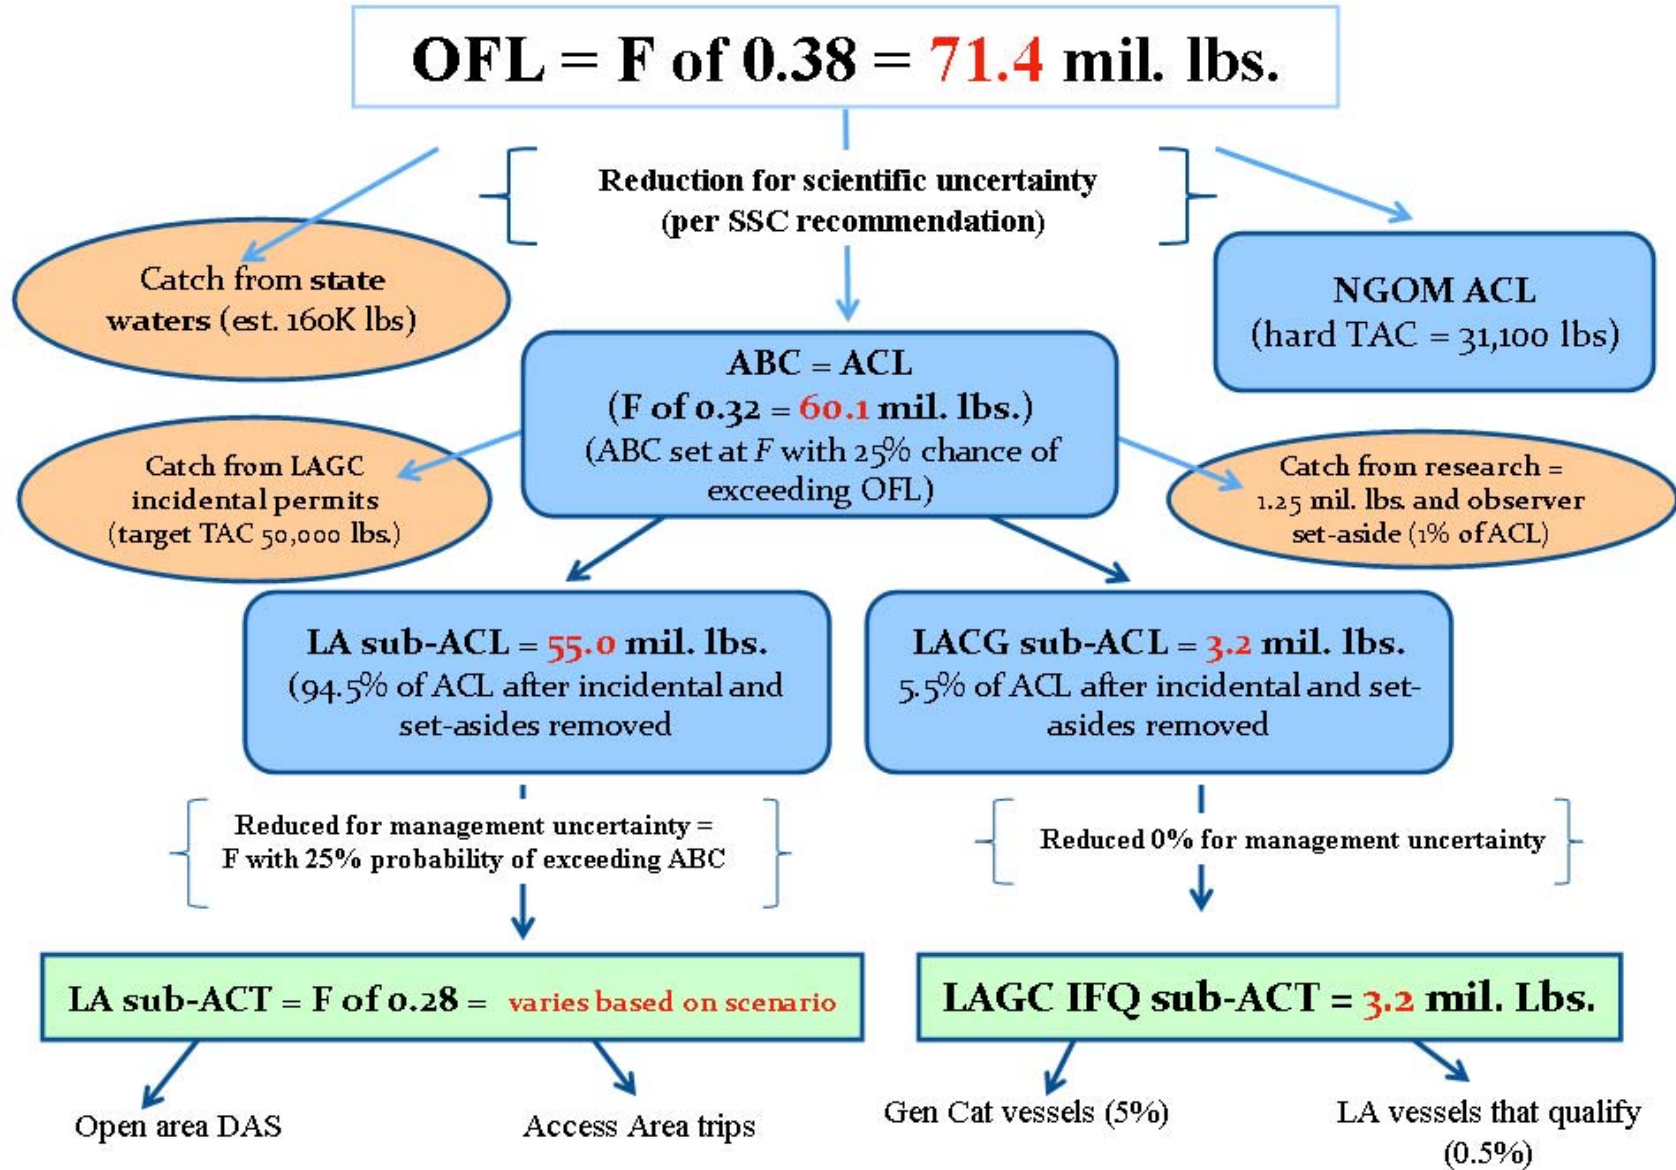 OFL = F of 0.38 = 71.4 mil. lbs.
Reduction for scientific uncertainty
(per SSC recommendation)
Catch from state
waters (est. 160K lbs)
NGOM ACL
(hard TAC = 31,100 lbs)
ABC = ACL
(F of 0.32 = 60.1 mil. lbs.)
(ABC set at F with 25% chance of
exceeding OFL)
Catch from LAGC
incidental permits
(target TAC 50,000 lbs.)
Catch from research =
1.25 mil. lbs. and observer
set-aside (1% of ACL)
LA sub-ACL = 55.0 mil. lbs.
(94.5% of ACL after incidental and
set-asides removed
LACG sub-ACL = 3.2 mil. lbs.
5.5% of ACL after incidental and set-
asides removed
Reduced for management uncertainty =
F with 25% probability of exceeding ABC
Reduced 0% for management uncertainty
LA sub-ACT = F of 0.28 = varies based on scenario
LAGC IFQ sub-ACT = 3.2 mil. Lbs.
Open area DAS
Access Area trips
Gen Cat vessels (5%)
LA vessels that qualify
(0.5%)